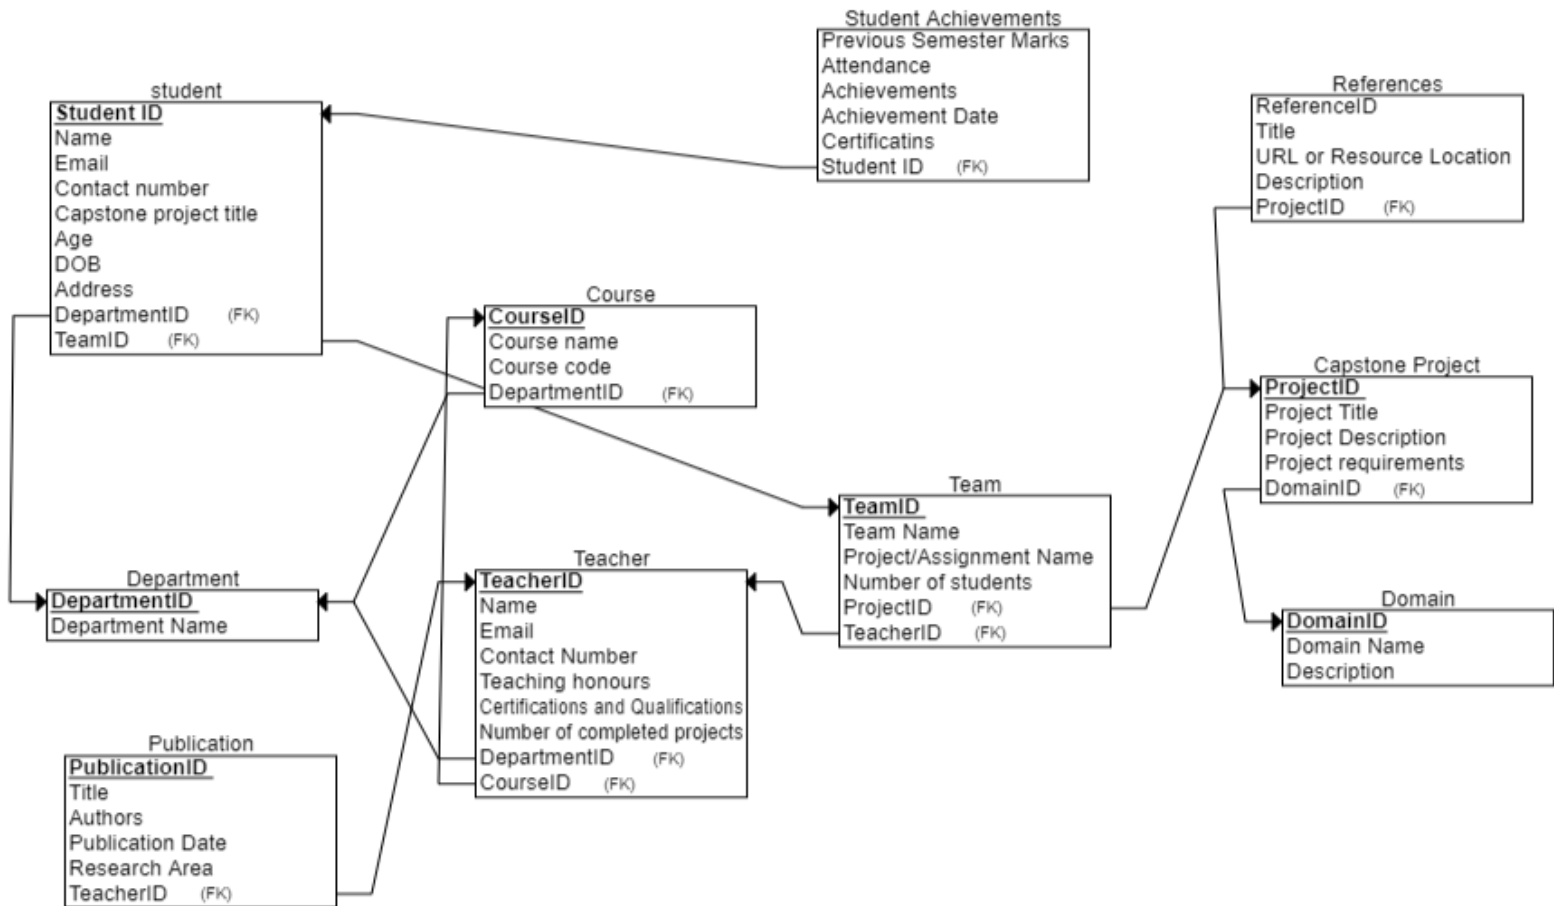 Student Achievements
Previous Semester Marks
Attendance
Achievements
Achievement Date
Certificatins
Student ID (FK)
student
Student ID
Name
Email
Contact number
Capstone project title
Age
DOB
Address
DepartmentID (FK)
TeamID (FK)
References
ReferenceID
Title
URL or Resource Location
Description
ProjectID (FK)
Course
CourseID
Course name
Course code
DepartmentID (FK)
Capstone Project
ProjectID
Project Title
Project Description
Project requirements
DomainID (FK)
Team
TeamID
Team Name
Project/Assignment Name
Number of students
ProjectID (FK)
TeacherID (FK)
Department
DepartmentID
Department Name
Teacher
TeacherID
Name
Email
Contact Number
Teaching honours
Certifications and Qualifications
Number of completed projects
DepartmentID (FK)
CourseID (FK)
Domain
DomainID
Domain Name
Description
Publication
PublicationID
Title
Authors
Publication Date
Research Area
TeacherID (FK)